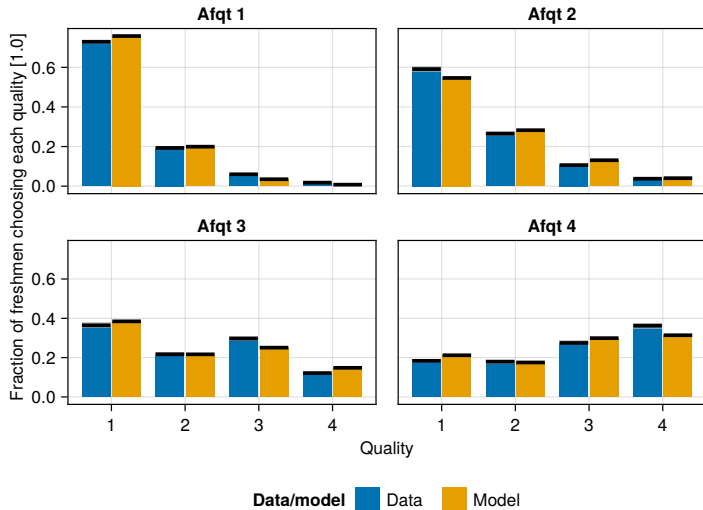 Afqt 1
Afqt 2
Fraction of freshmen choosing each quality [1.0]
0.6
0.4
0.2
0.0
Afqt 3
Afqt 4
0.6
0.4
0.2
0.0
1 2 3 4
1 2 3 4
Quality
Data/model Data Model